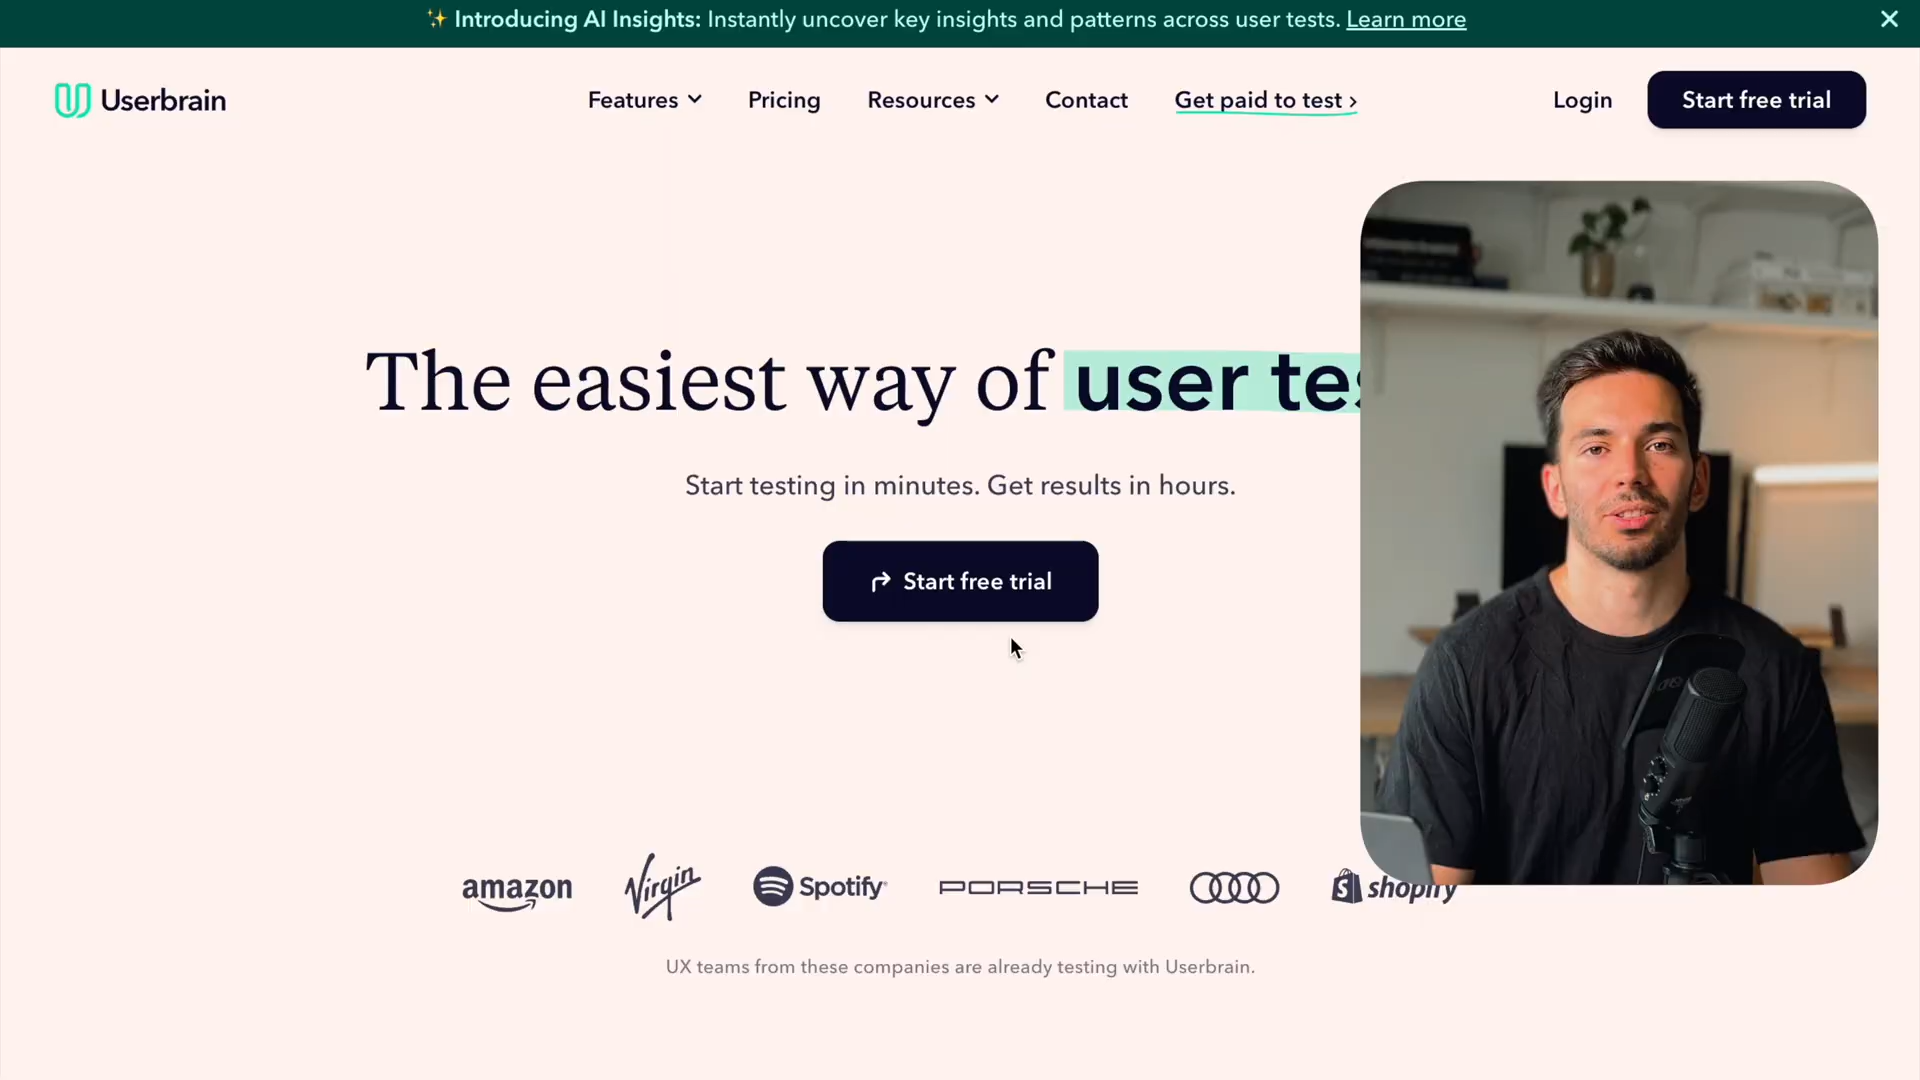 ✨ Introducing AI Insights: Instantly uncover key insights and patterns across user tests. Learn more
Userbrain
Features
Pricing
Resources
Contact
Get paid to test ›
Login
Start free trial
The easiest way of user tes
Start testing in minutes. Get results in hours.
Start free trial
amazon
Virgin
Spotify
PORSCHE
shopify
UX teams from these companies are already testing with Userbrain.